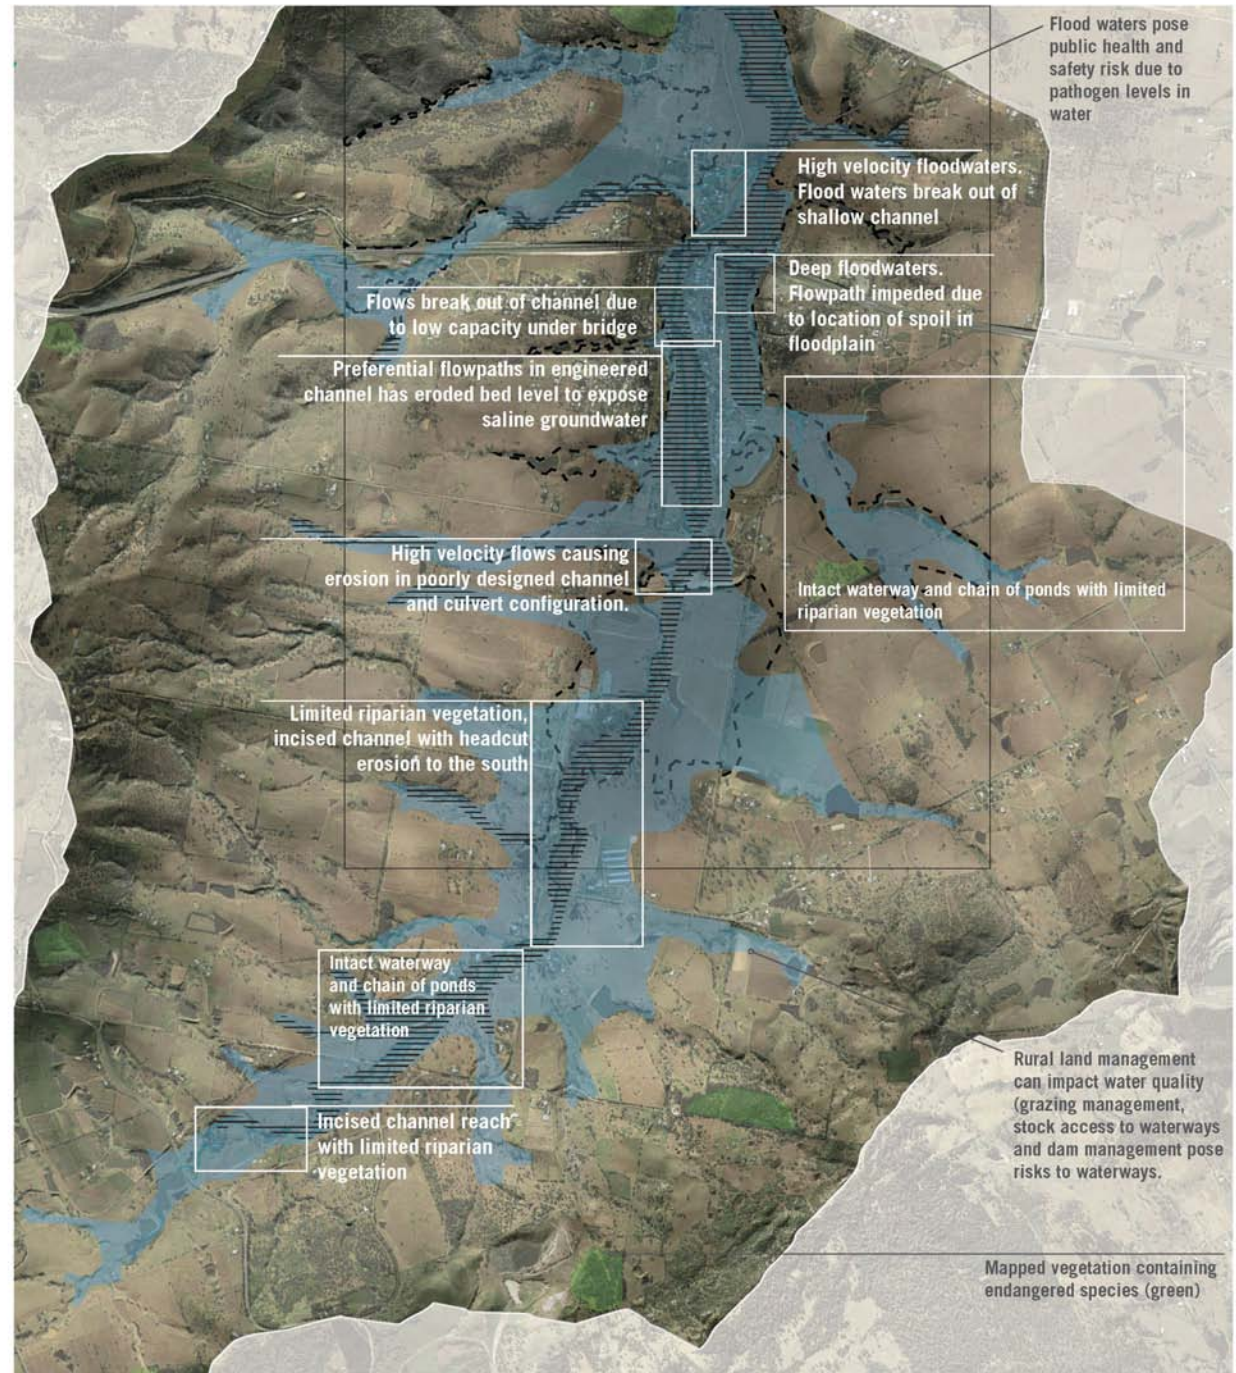 Flood waters pose
public health and
safety risk due to
pathogen levels in
water
High velocity floodwaters.
Flood waters break out of
shallow channel
Deep floodwaters.
Flowpath impeded due
to location of spoil in
floodplain
Flows break out of channel due
to low capacity under bridge
Preferential flowpaths in engineered
channel has eroded bed level to expose
saline groundwater
High velocity flows causing
erosion in poorly designed channel
and culvert configuration.
Intact waterway and chain of ponds with limited
riparian vegetation
Limited riparian vegetation,
incised channel with headcut
erosion to the south
Intact waterway
and chain of ponds
with limited riparian
vegetation
Incised channel reach
with limited riparian
vegetation
Rural land management
can impact water quality
(grazing management,
stock access to waterways
and dam management pose
risks to waterways.
Mapped vegetation containing
endangered species (green)